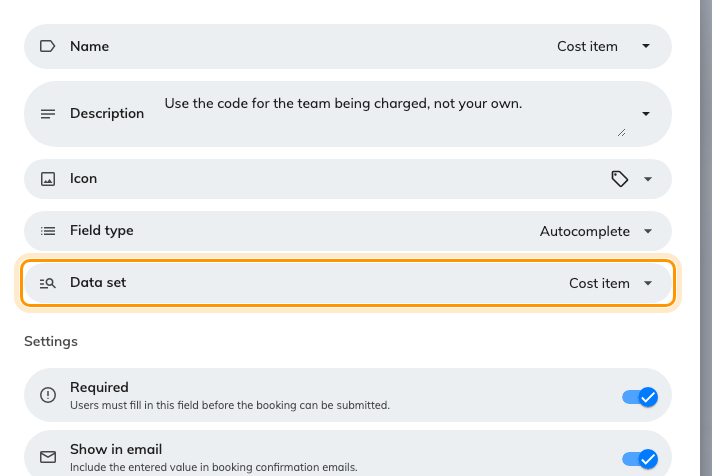 Name Cost item
Description Use the code for the team being charged, not your own.
Icon
Field type Autocomplete
Data set Cost item
Settings
Required
Users must fill in this field before the booking can be submitted.
Show in email
Include the entered value in booking confirmation emails.